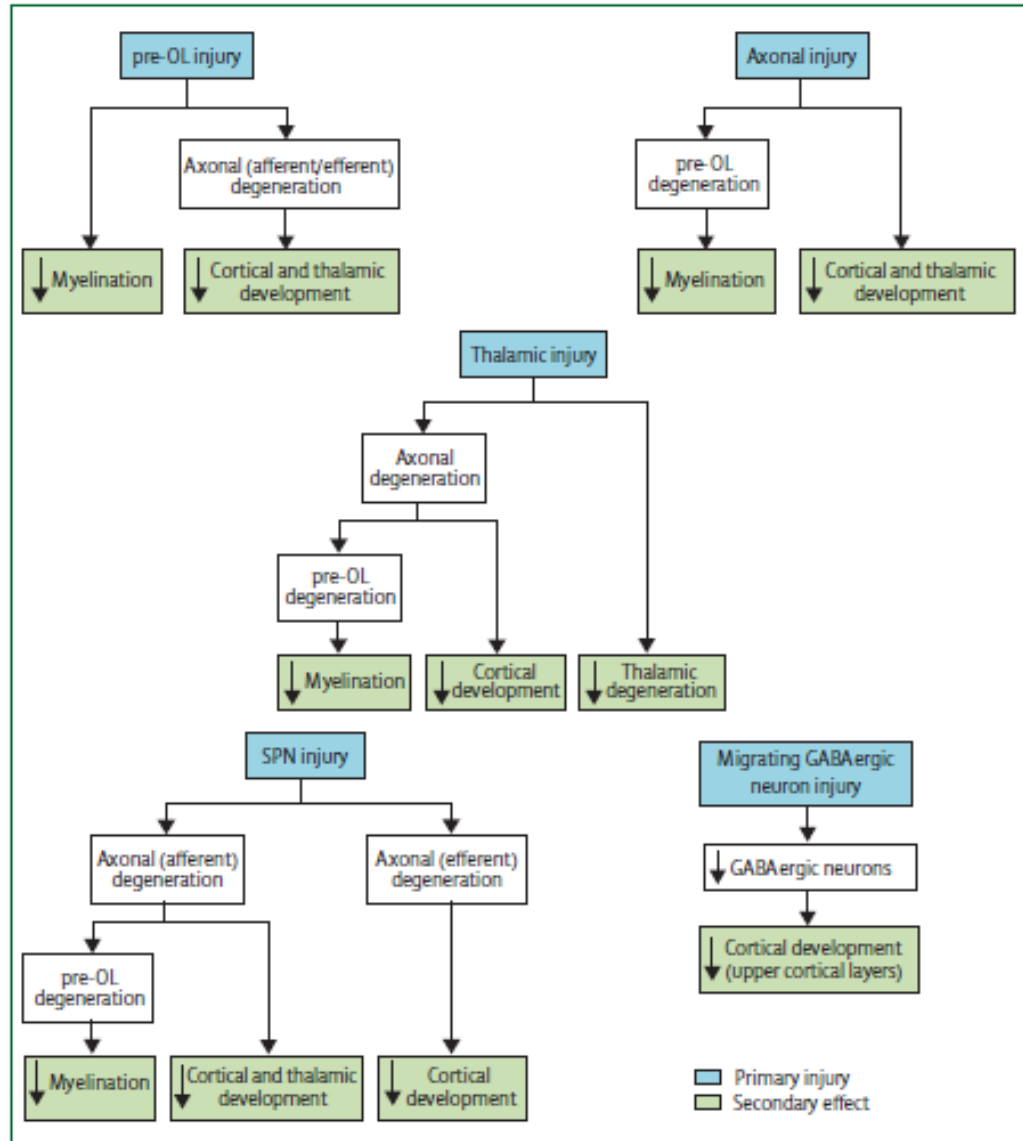 pre-OL injury
Axonal (afferent/efferent)
degeneration
↓ Myelination
↓ Cortical and thalamic
development
Axonal injury
pre-OL
degeneration
↓ Myelination
↓ Cortical and thalamic
development
Thalamic injury
Axonal
degeneration
pre-OL
degeneration
↓ Myelination
↓ Cortical
development
↓ Thalamic
degeneration
SPN injury
Axonal (afferent)
degeneration
Axonal (efferent)
degeneration
pre-OL
degeneration
↓ Myelination
↓ Cortical and thalamic
development
↓ Cortical
development
Migrating GABAergic
neuron injury
↓ GABAergic neurons
↓ Cortical development
(upper cortical layers)
Primary injury
Secondary effect